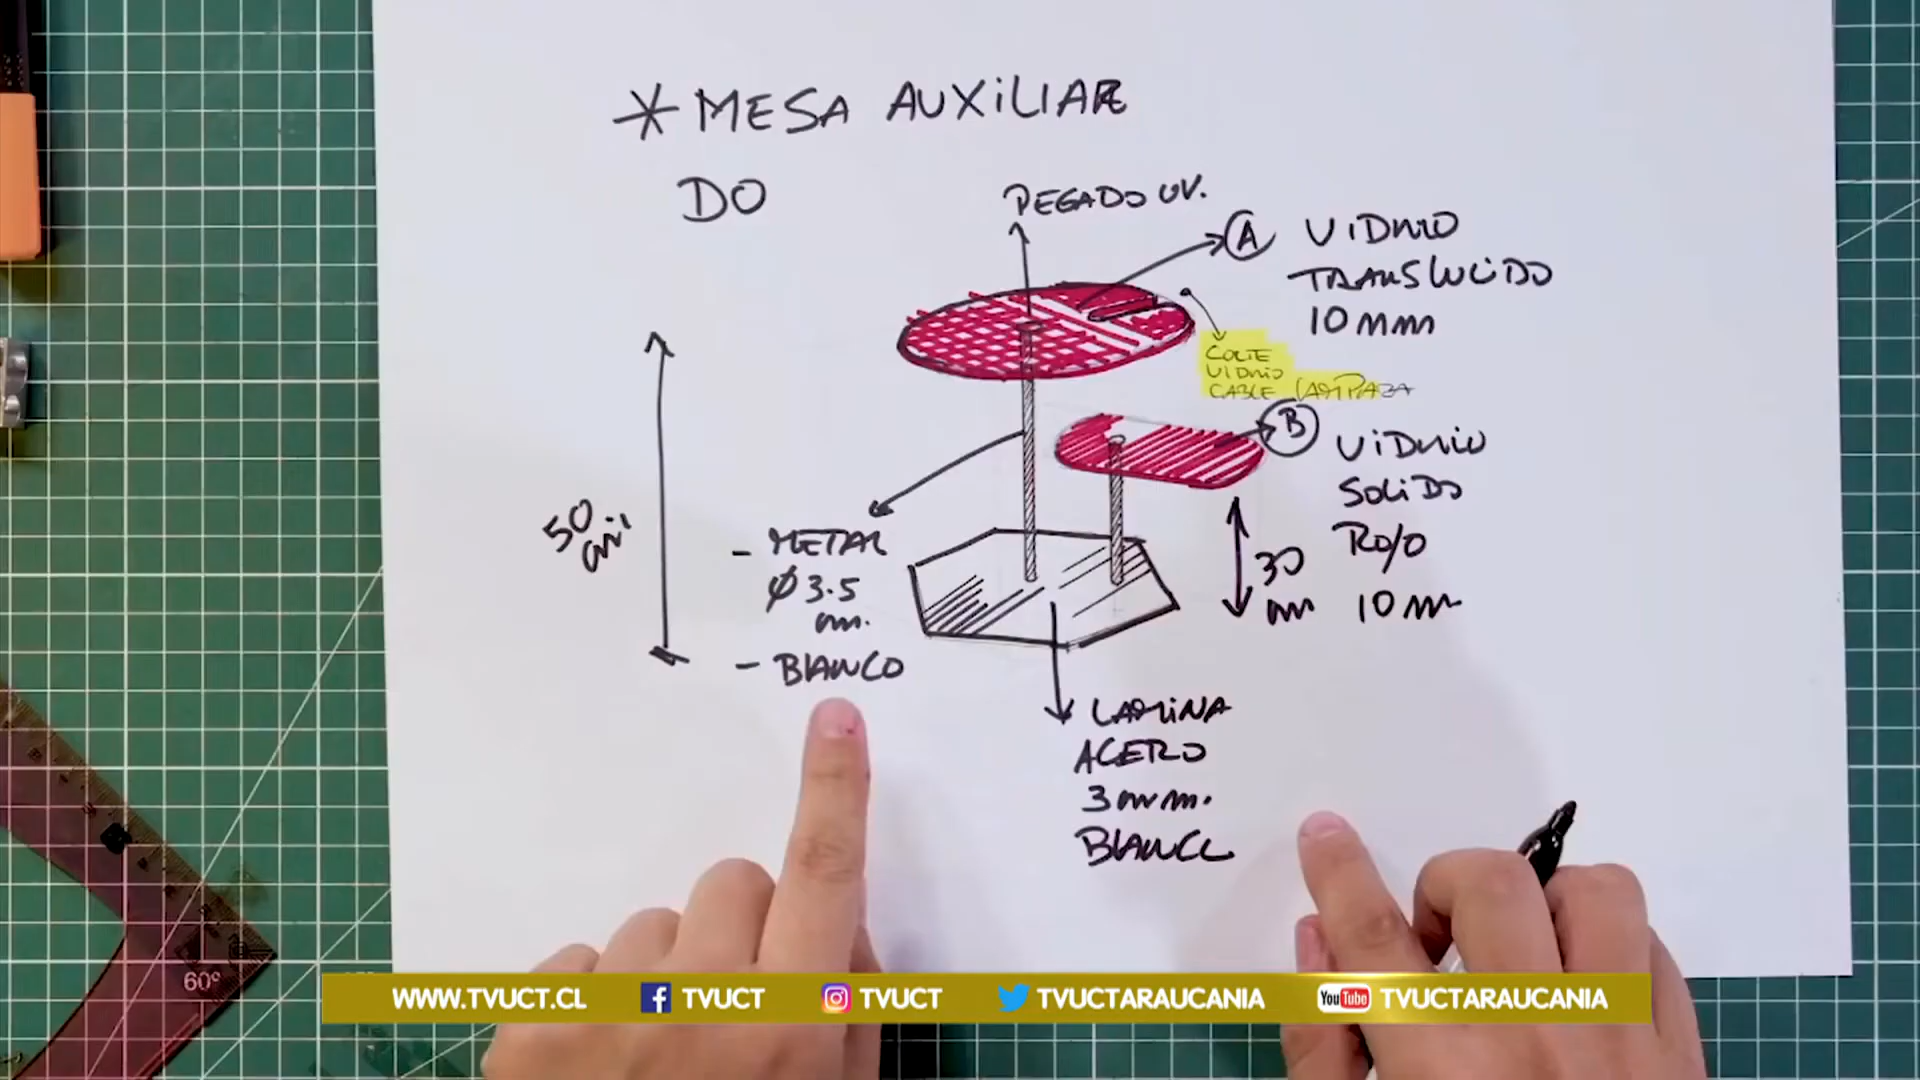 * MESA AUXILIAR
DO
PEGADO UV.
A
VIDRIO
TRANSLUCIDO
10 mm
CORTE
VIDRIO
CABLE LAMPARA
B
VIDRIO
SOLIDO
ROJO
10 m
50
cm
30
cm
- METAL
Ø 3.5
cm.
- BLANCO
LAMINA
ACERO
3 mm.
BLANCO
60°
WWW.TVUCT.CL
TVUCT
TVUCT
TVUCTARAUCANIA
YouTube TVUCTARAUCANIA